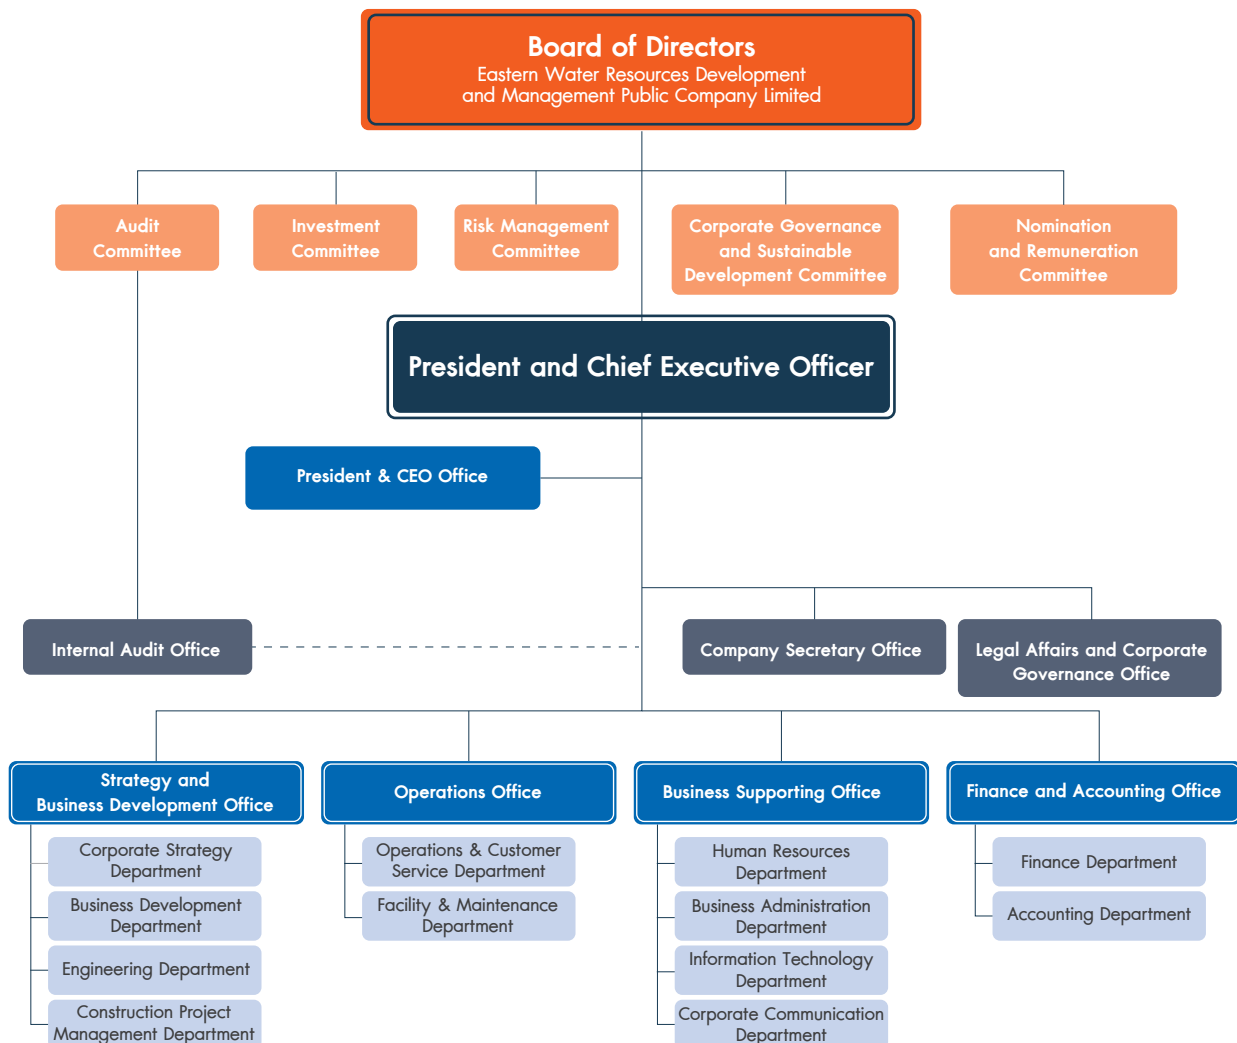 Board of Directors
Eastern Water Resources Development
and Management Public Company Limited
Audit
Committee
Investment
Committee
Risk Management
Committee
Corporate Governance
and Sustainable
Development Committee
Nomination
and Remuneration
Committee
President and Chief Executive Officer
President & CEO Office
Internal Audit Office
Company Secretary Office
Legal Affairs and Corporate
Governance Office
Strategy and
Business Development Office
Operations Office
Business Supporting Office
Finance and Accounting Office
Corporate Strategy
Department
Business Development
Department
Engineering Department
Construction Project
Management Department
Operations & Customer
Service Department
Facility & Maintenance
Department
Human Resources
Department
Business Administration
Department
Information Technology
Department
Corporate Communication
Department
Finance Department
Accounting Department